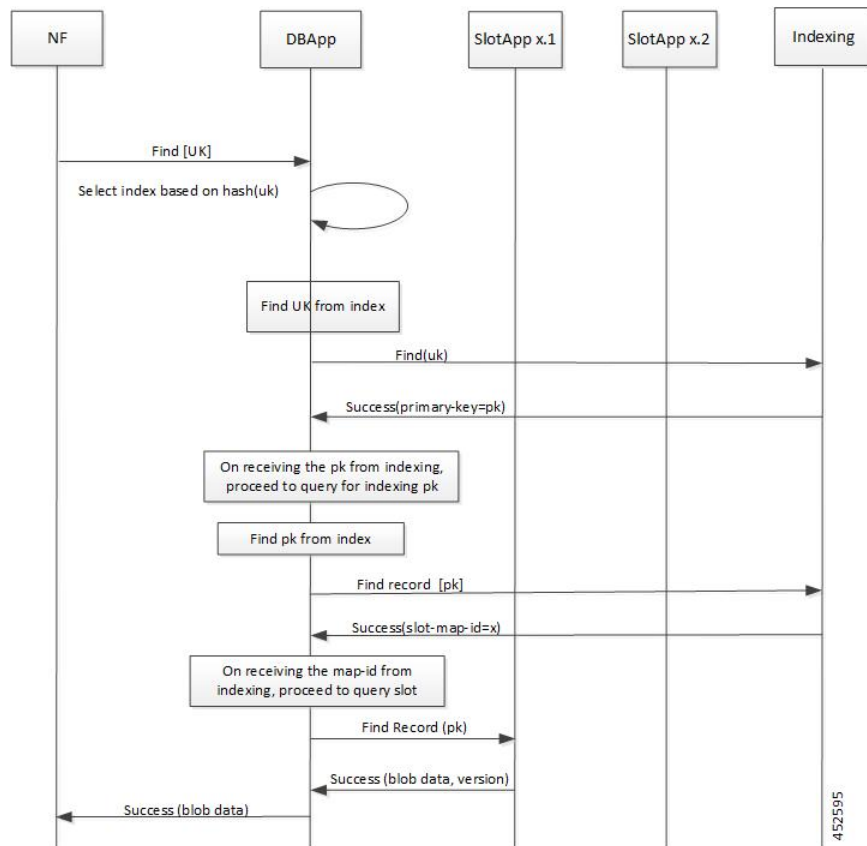 NF
DBApp
SlotApp x.1
SlotApp x.2
Indexing
Find [UK]
Select index based on hash(uk)
Find UK from index
Find(uk)
Success(primary-key=pk)
On receiving the pk from indexing,
proceed to query for indexing pk
Find pk from index
Find record [pk]
Success(slot-map-id=x)
On receiving the map-id from
indexing, proceed to query slot
Find Record (pk)
Success (blob data, version)
Success (blob data)
452595